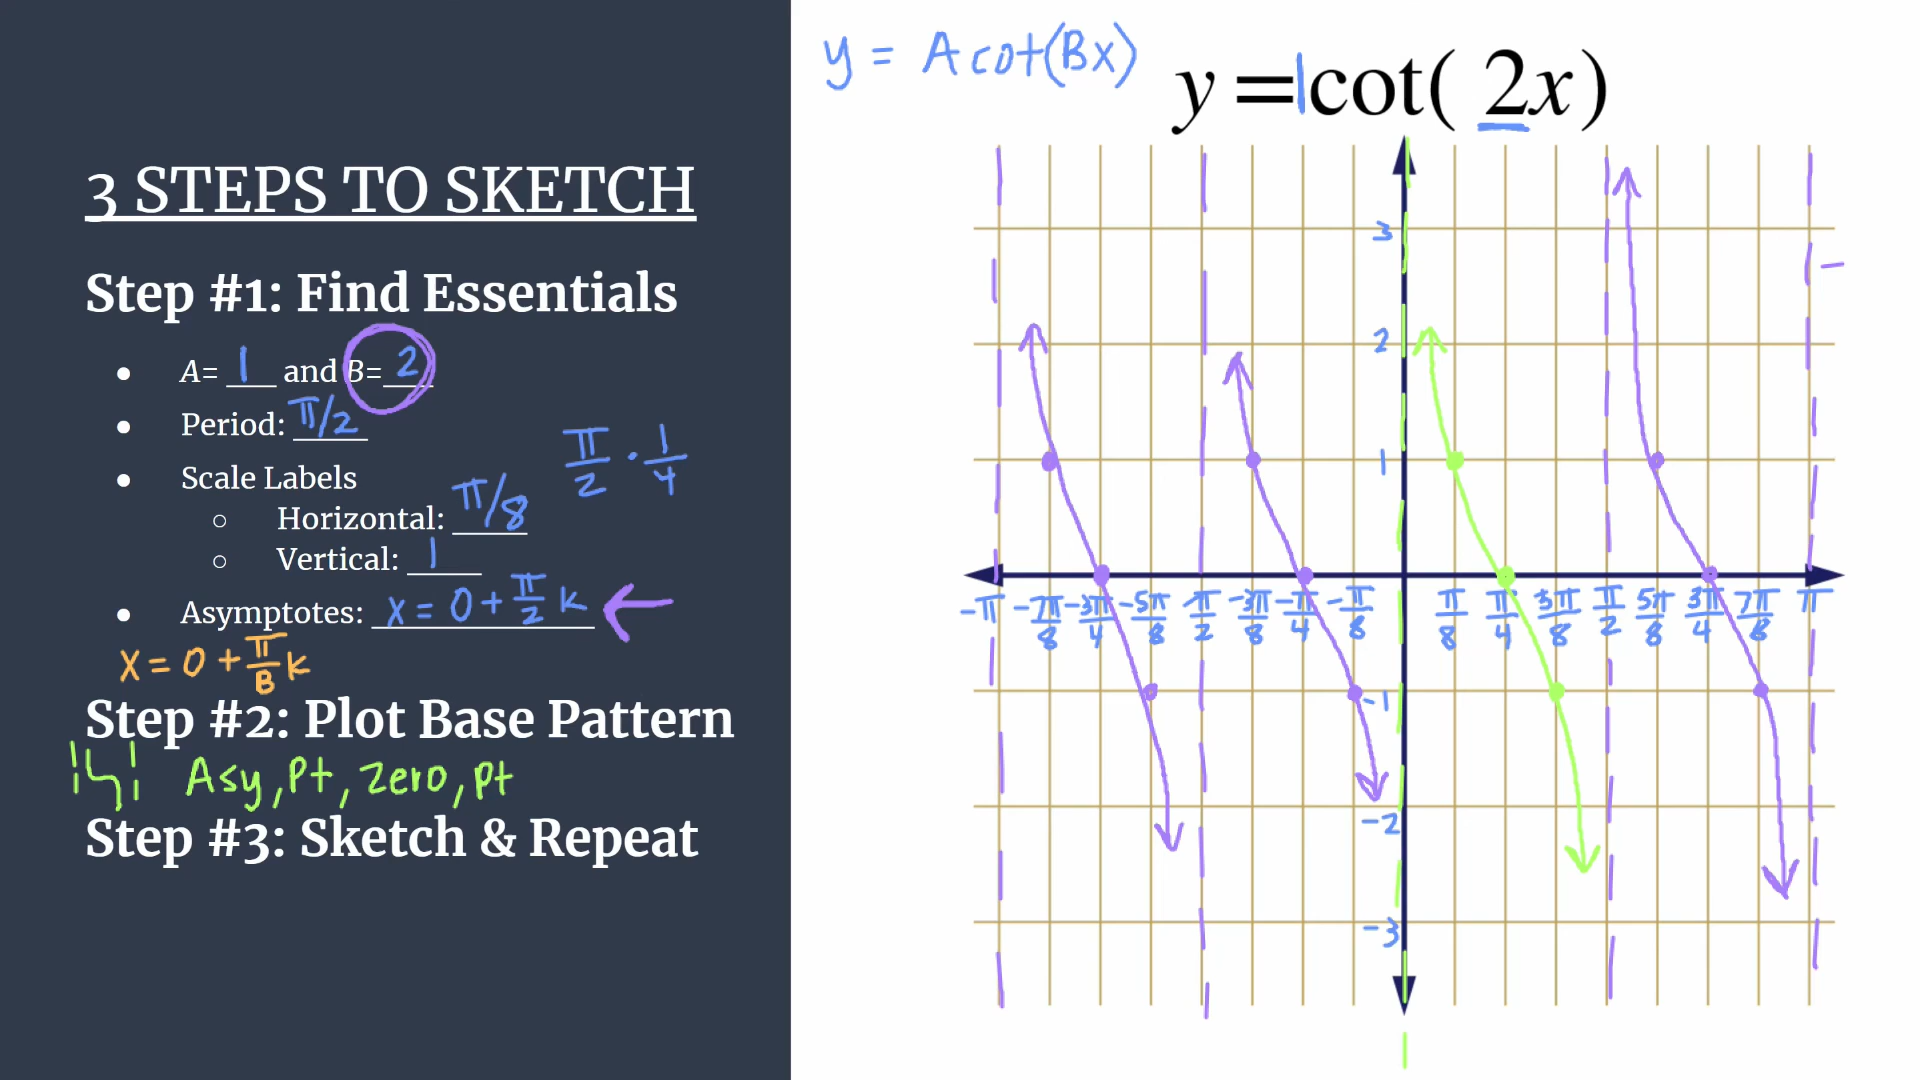 y = A cot(Bx)
y = 1cot( 2x)
3 STEPS TO SKETCH
Step #1: Find Essentials
● A= 1 and B= 2
● Period: π/2
π/2 · 1/4
● Scale Labels
○ Horizontal: π/8
○ Vertical: 1
● Asymptotes: x = 0 + π/2 k
x = 0 + π/B k
Step #2: Plot Base Pattern
Asy, Pt, Zero, pt
Step #3: Sketch & Repeat
3
2
1
-π -7π/8 -3π/4 -5π/8 -π/2 -3π/8 -π/4 -π/8 π/8 π/4 3π/8 π/2 5π/8 3π/4 7π/8 π
-1
-2
-3